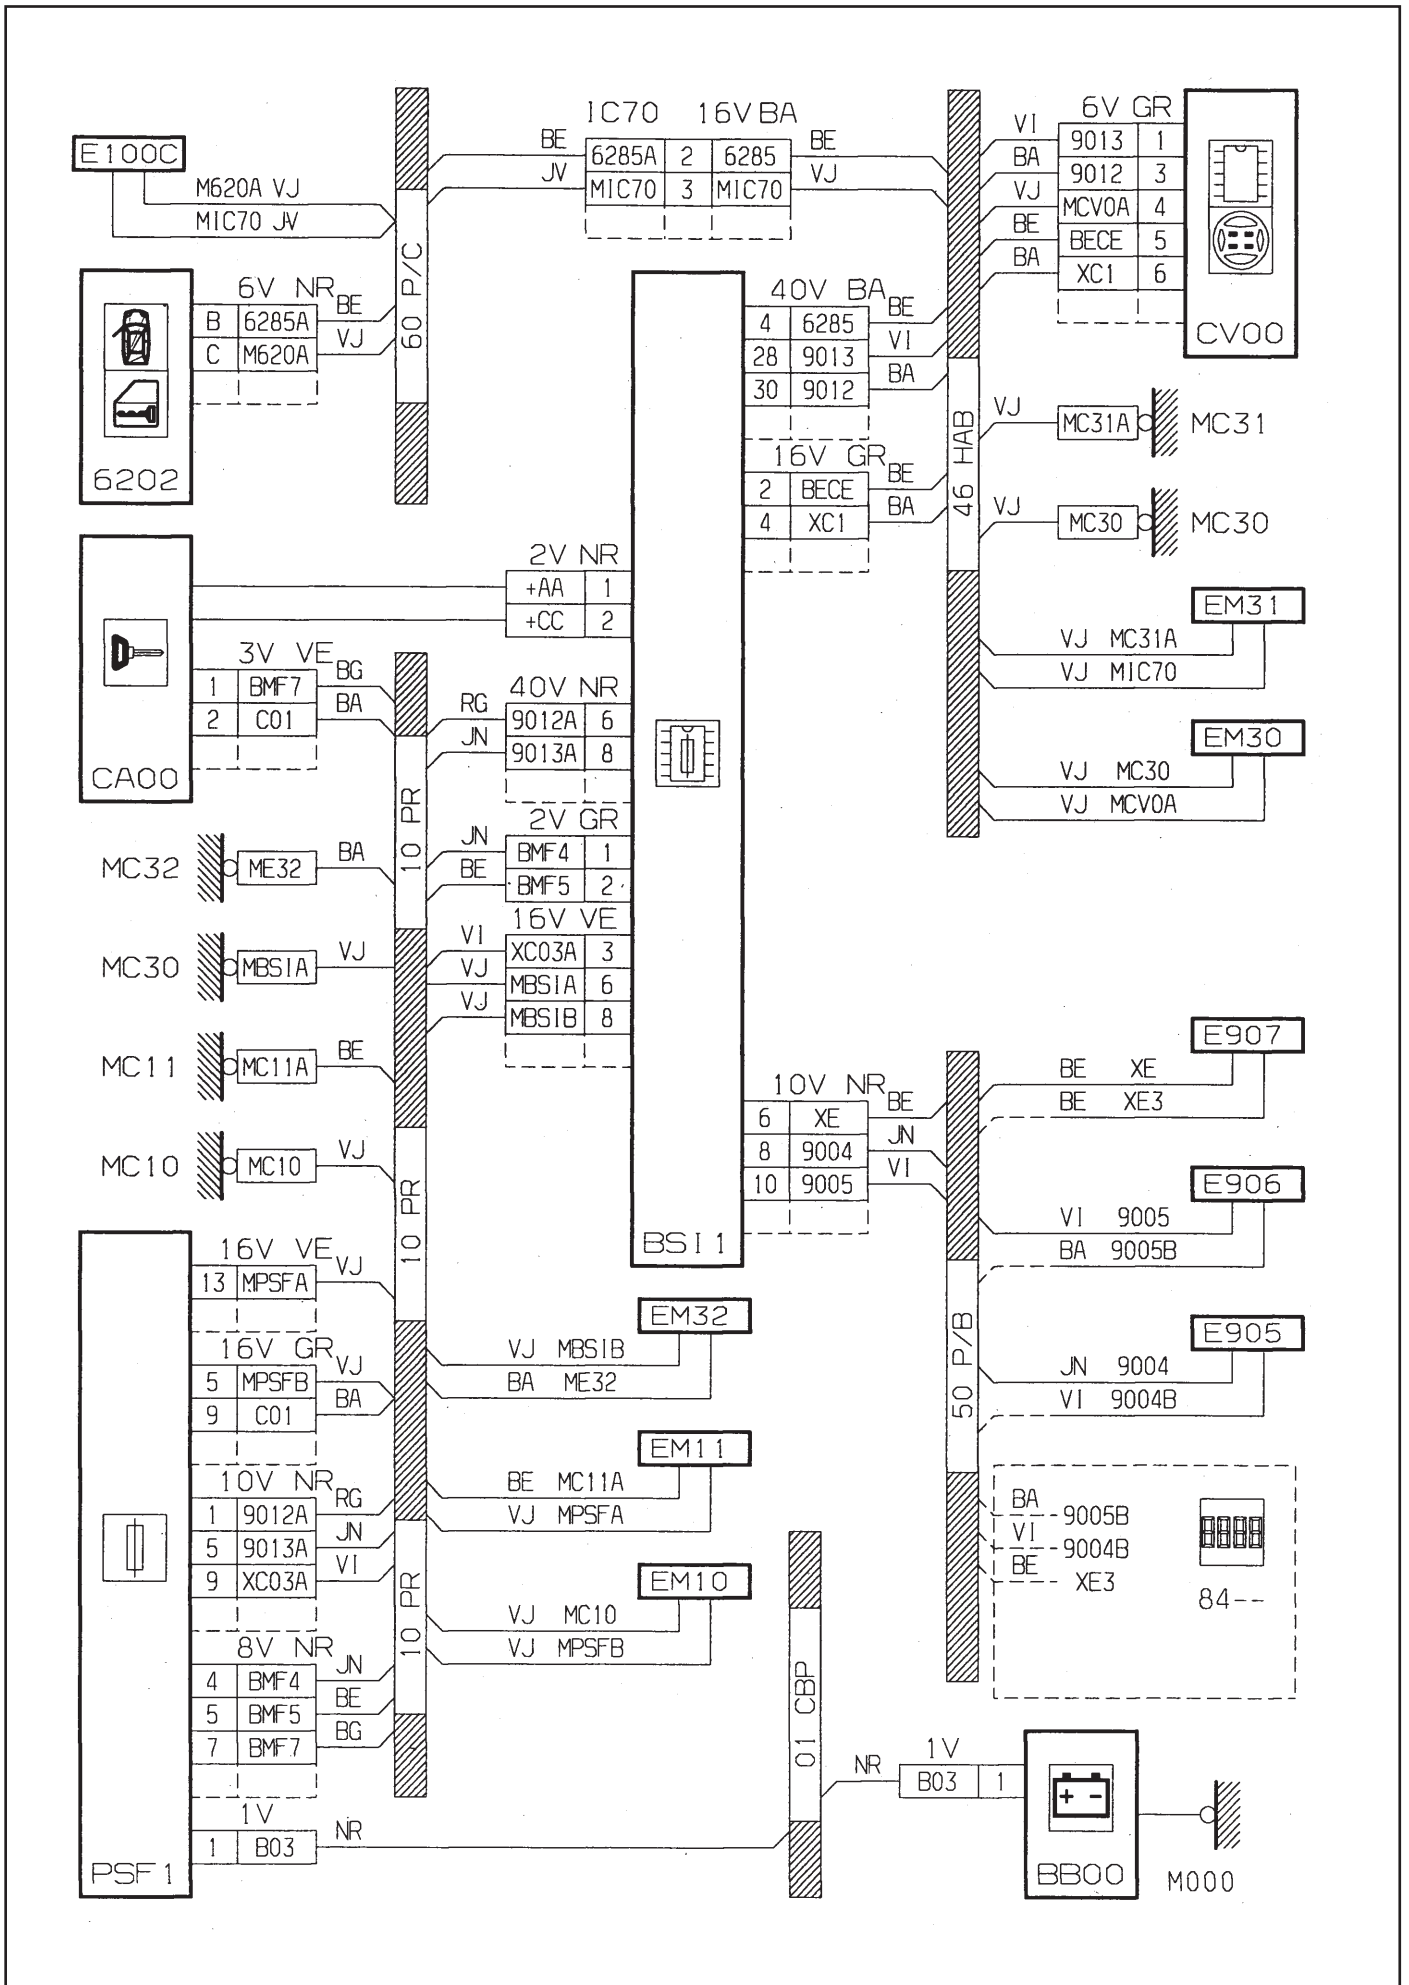 IC70 16V BA
BE 6285A 2 6285 BE
JV MIC70 3 MIC70 VJ
E100C
M620A VJ
MIC70 JV
60 P/C
6V NR
B 6285A BE
C M620A VJ
6202
6V GR
VI 9013 1
BA 9012 3
VJ MCV0A 4
BE BECE 5
BA XC1 6
CV00
40V BA
4 6285 BE
28 9013 VI
30 9012 BA
16V GR
2 BECE BE
4 XC1 BA
46 HAB
VJ MC31A MC31
VJ MC30 MC30
EM31
VJ MC31A
VJ MIC70
EM30
VJ MC30
VJ MCV0A
2V NR
+AA 1
+CC 2
3V VE
1 BMF7 BG
2 C01 BA
CA00
40V NR
RG 9012A 6
JN 9013A 8
10 PR
2V GR
JN BMF4 1
BE BMF5 2
16V VE
VI XC03A 3
VJ MBSIA 6
VJ MBSIB 8
MC32 ME32 BA
MC30 MBSIA VJ
MC11 MC11A BE
MC10 MC10 VJ
10 PR
10V NR
6 XE BE
8 9004 JN
10 9005 VI
BSI1
E907
BE XE
BE XE3
E906
VI 9005
BA 9005B
50 P/B
E905
JN 9004
VI 9004B
BA 9005B
VI 9004B
BE XE3
84--
16V VE
13 MPSFA VJ
16V GR
5 MPSFB VJ
9 C01 BA
10V NR
1 9012A RG
5 9013A JN
9 XC03A VI
8V NR
4 BMF4 JN
5 BMF5 BE
7 BMF7 BG
1V
1 B03 NR
PSF1
10 PR
EM32
VJ MBSIB
BA ME32
EM11
BE MC11A
VJ MPSFA
EM10
VJ MC10
VJ MPSFB
01 CBP
1V
NR B03 1
+ -
BB00
M000